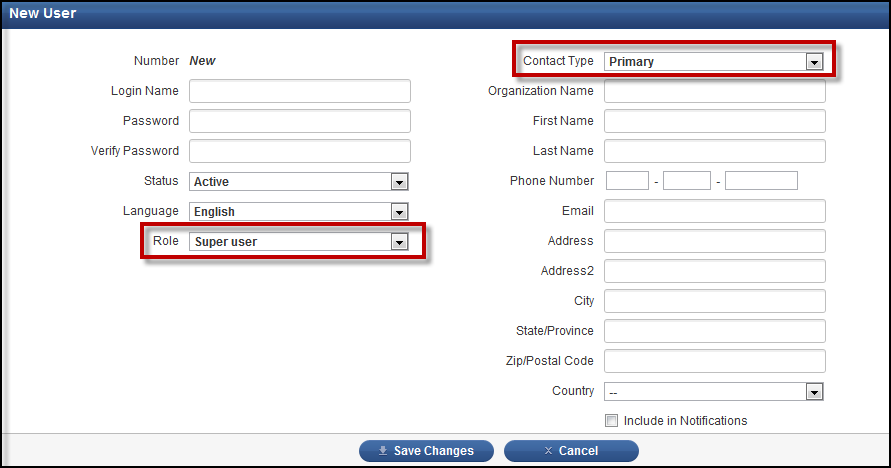 New User
Number New
Login Name
Password
Verify Password
Status Active
Language English
Role Super user
Contact Type Primary
Organization Name
First Name
Last Name
Phone Number - -
Email
Address
Address2
City
State/Province
Zip/Postal Code
Country --
Include in Notifications
Save Changes
Cancel